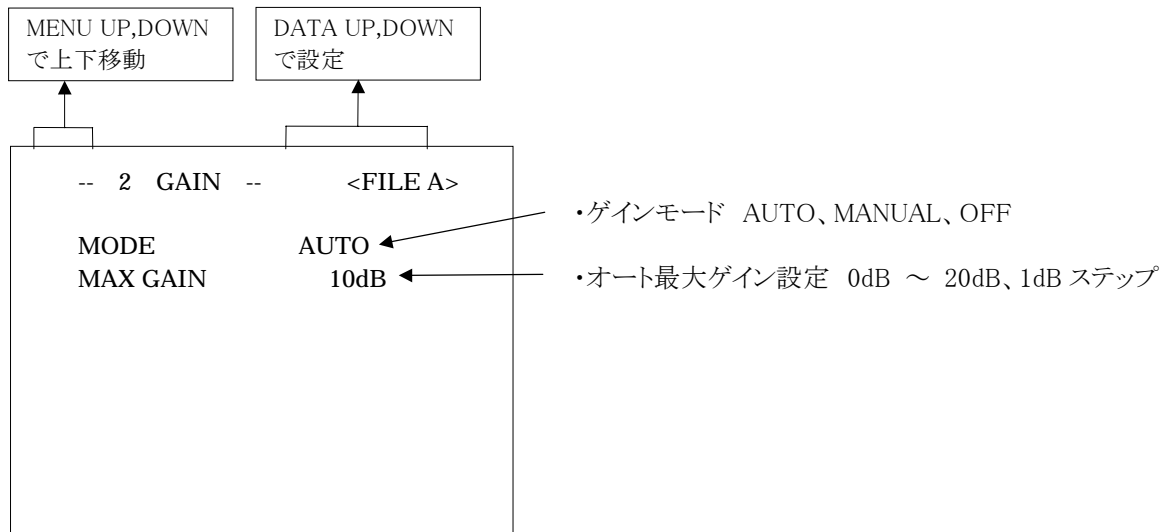 MENU UP,DOWN
で上下移動
DATA UP,DOWN
で設定
-- 2 GAIN -- <FILE A>
MODE AUTO
MAX GAIN 10dB
・ゲインモード AUTO、MANUAL、OFF
・オート最大ゲイン設定 0dB ～ 20dB、1dB ステップ